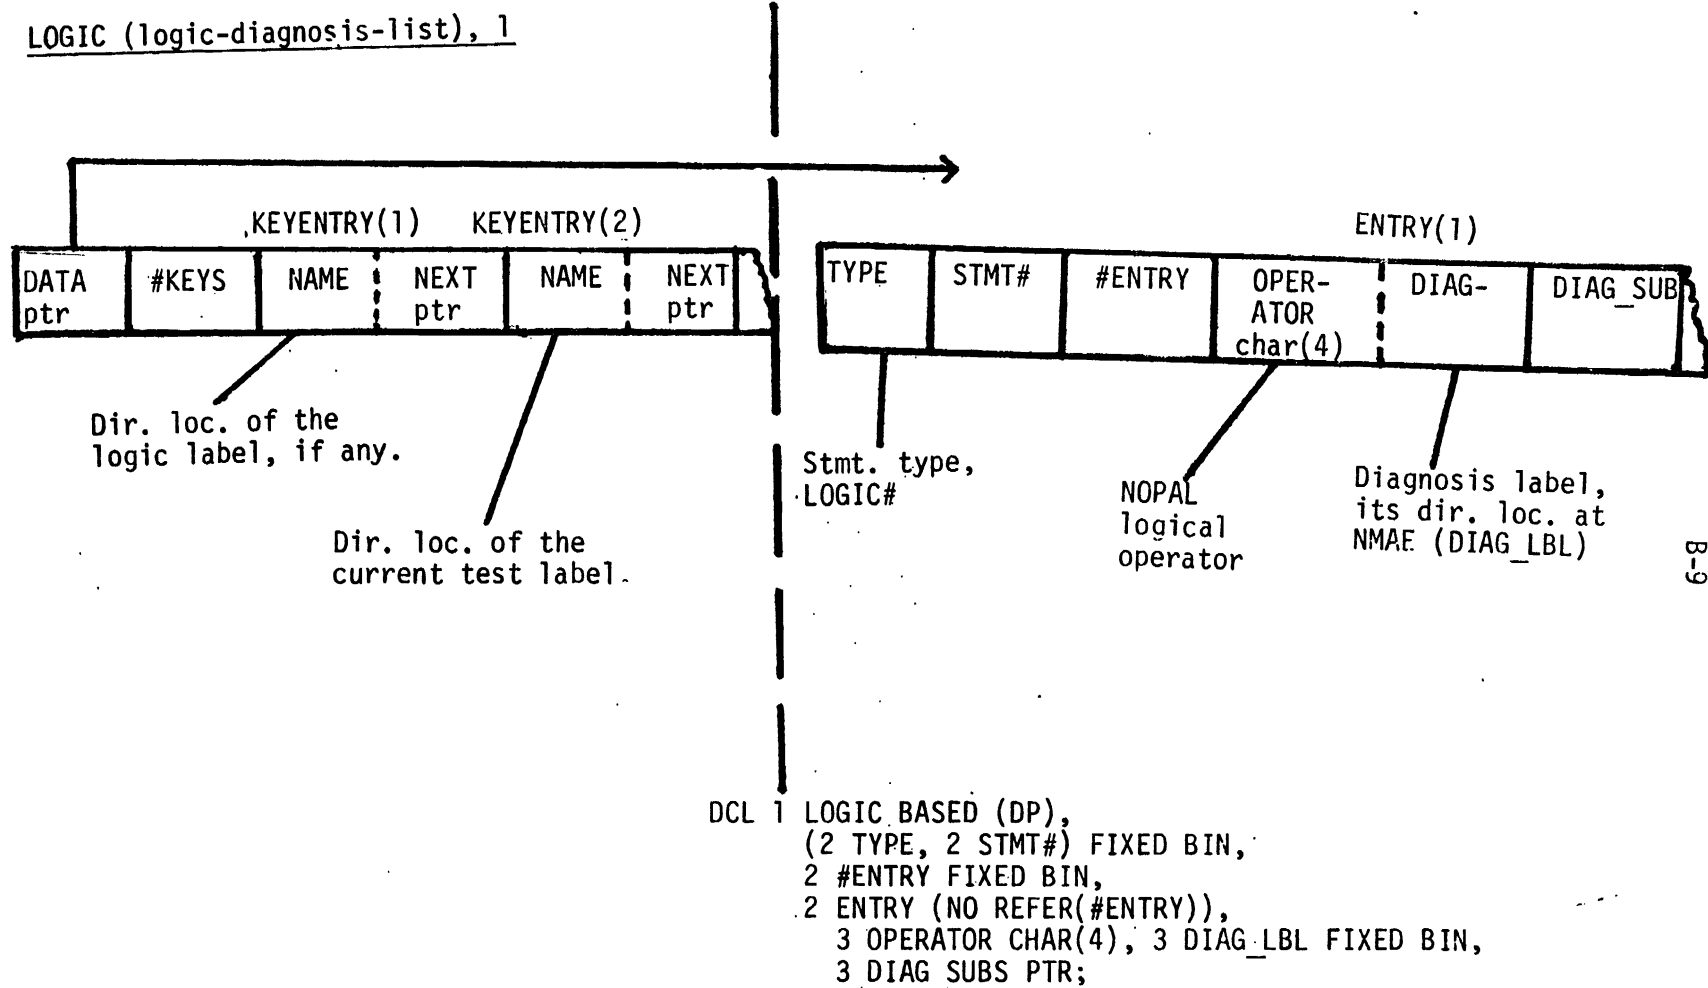 LOGIC (logic-diagnosis-list), 1
KEYENTRY(1) KEYENTRY(2)
DATA
ptr
#KEYS
NAME
NEXT
ptr
NAME
NEXT
ptr
Dir. loc. of the
logic label, if any.
Dir. loc. of the
current test label.
ENTRY(1)
TYPE
STMT#
#ENTRY
OPER-
ATOR
char(4)
DIAG-
DIAG_SUB
Stmt. type,
LOGIC#
NOPAL
logical
operator
Diagnosis label,
its dir. loc. at
NMAE (DIAG_LBL)
B-9
DCL 1 LOGIC BASED (DP),
(2 TYPE, 2 STMT#) FIXED BIN,
2 #ENTRY FIXED BIN,
2 ENTRY (NO REFER(#ENTRY)),
3 OPERATOR CHAR(4), 3 DIAG_LBL FIXED BIN,
3 DIAG SUBS PTR;